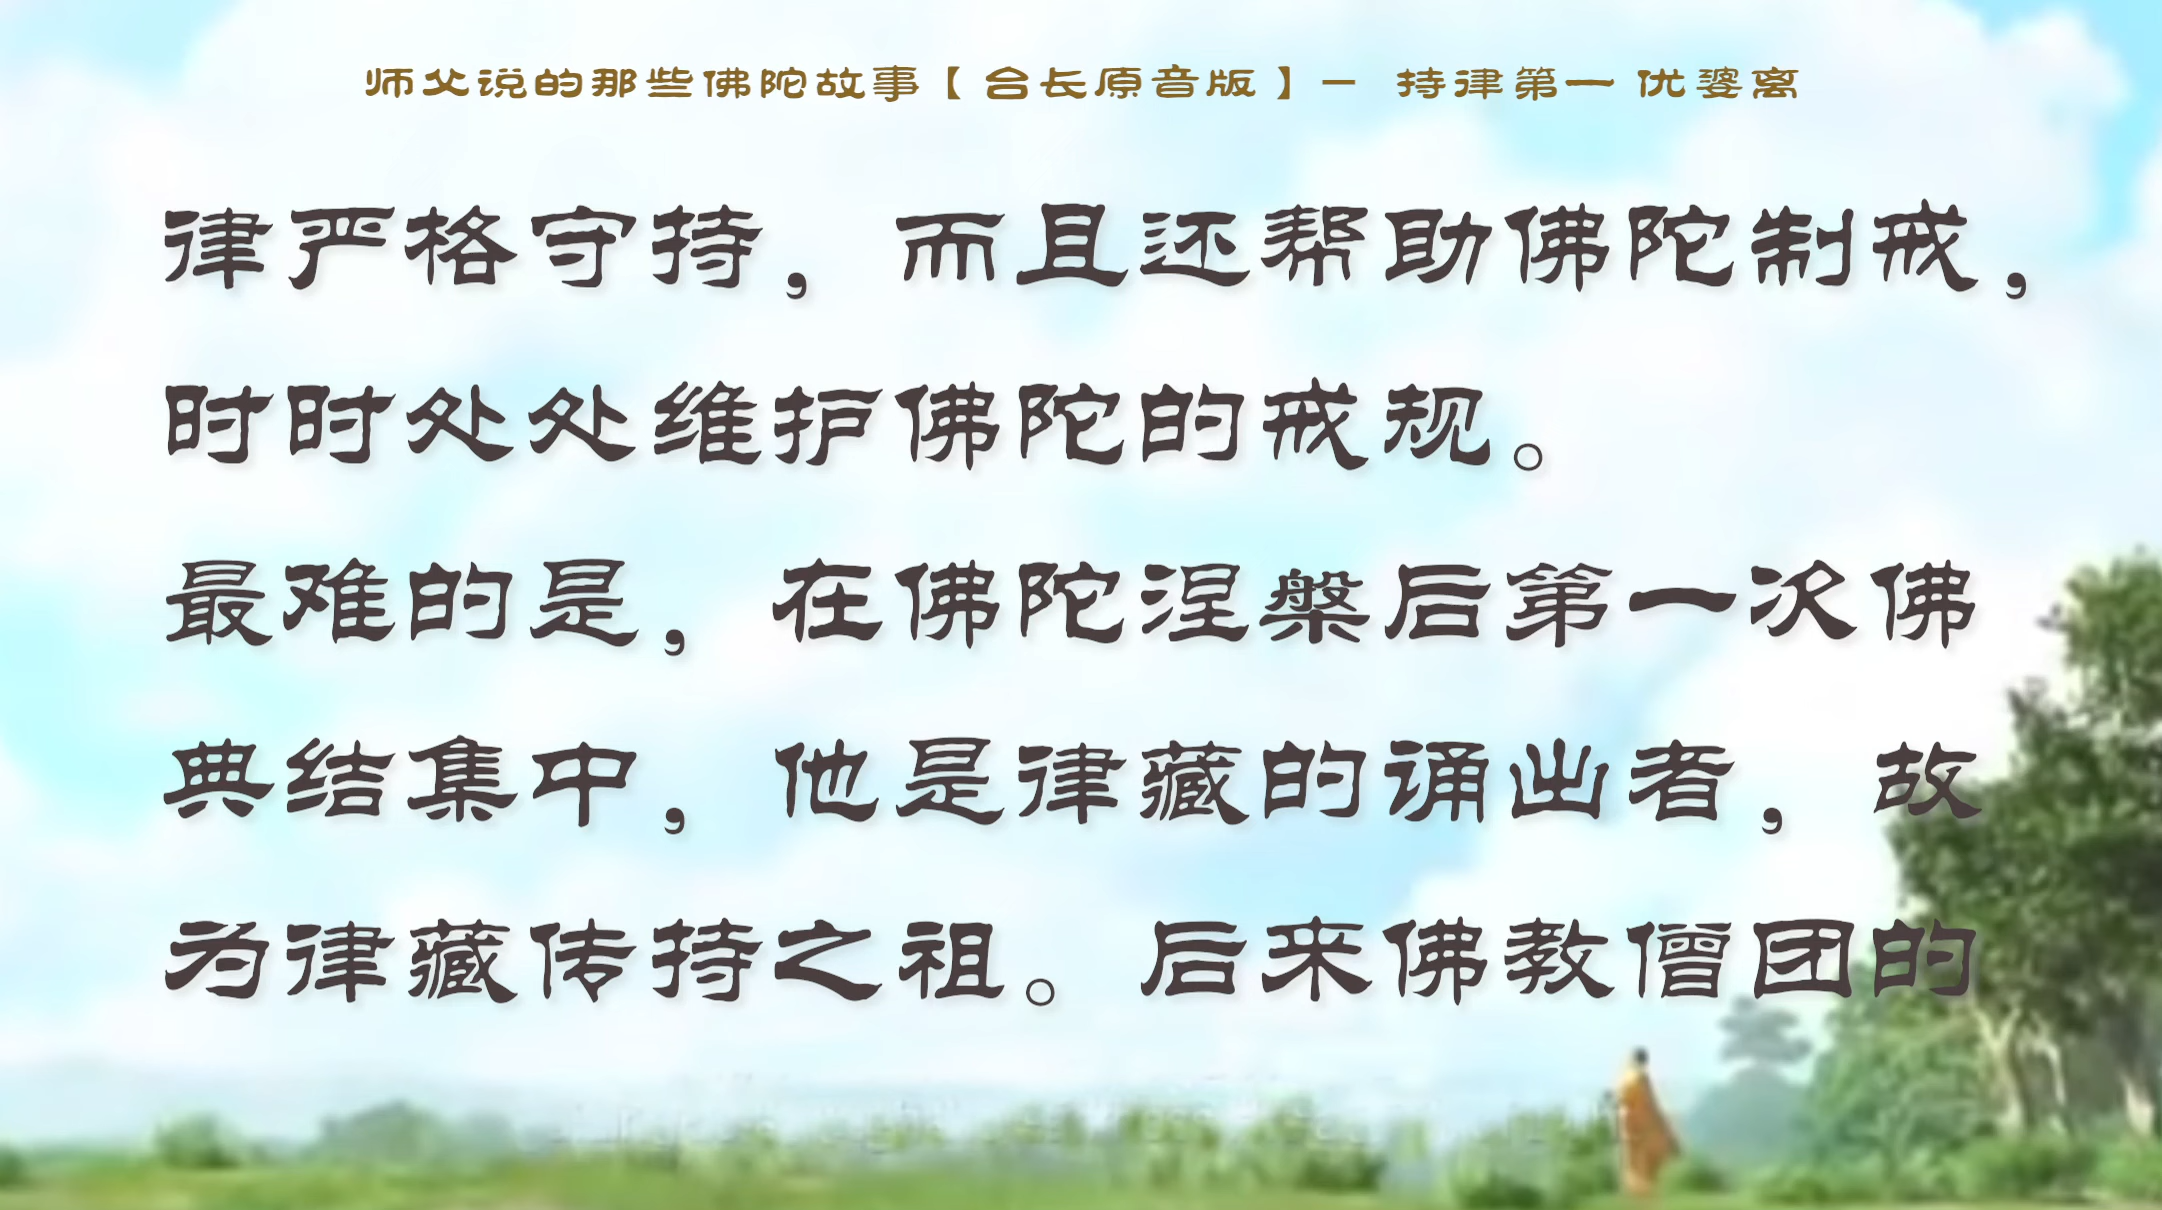 师父说的那些佛陀故事【台长原音版】- 持律第一 优婆离
律严格守持，而且还帮助佛陀制戒，
时时处处维护佛陀的戒规。
最难的是，在佛陀涅槃后第一次佛
典结集中，他是律藏的诵出者，故
为律藏传持之祖。后来佛教僧团的